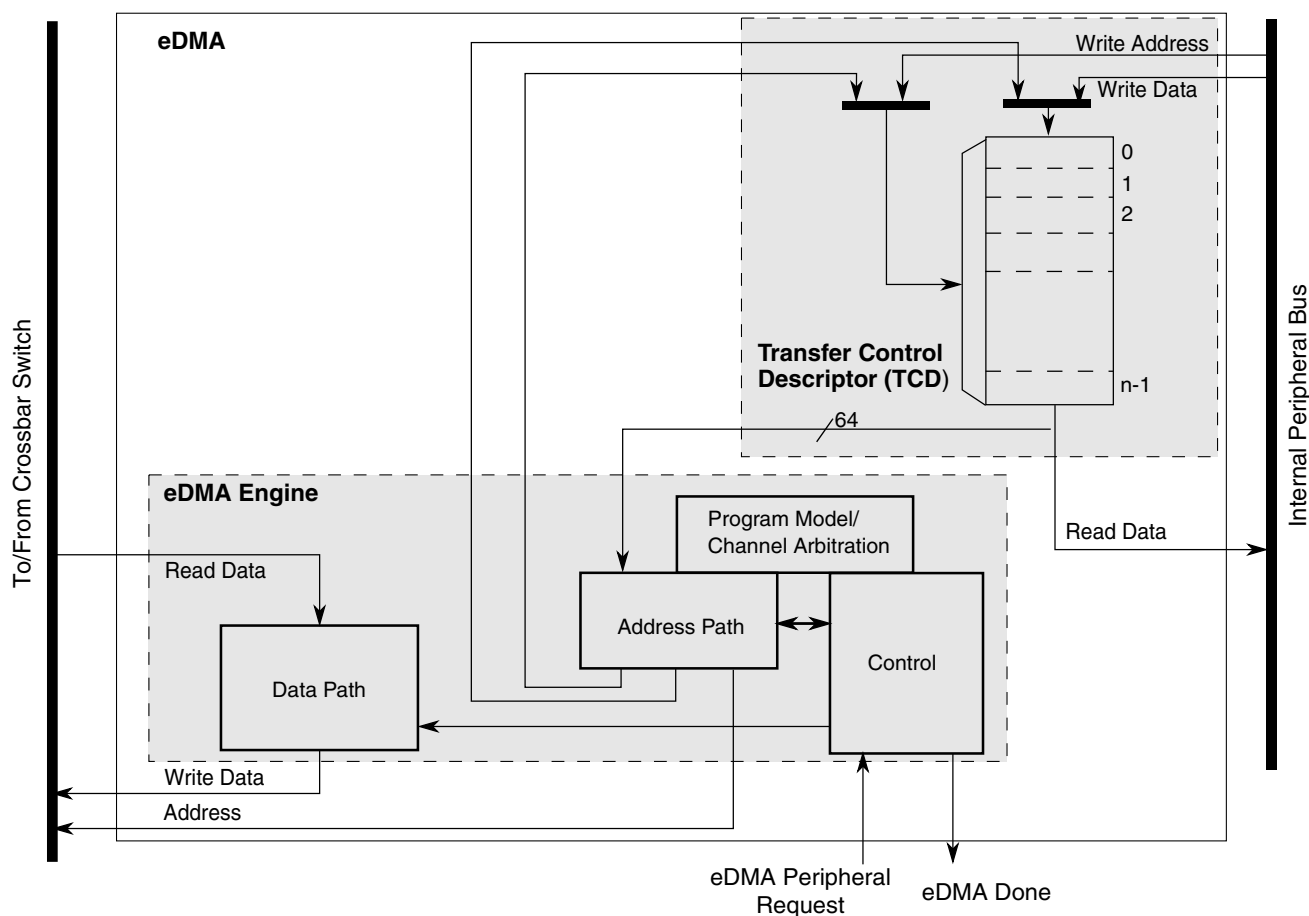 eDMA
Write Address
Write Data
0
1
2
n-1
Transfer Control
Descriptor (TCD)
64
To/From Crossbar Switch
Internal Peripheral Bus
eDMA Engine
Program Model/
Channel Arbitration
Read Data
Read Data
Address Path
Control
Data Path
Write Data
Address
eDMA Peripheral
Request
eDMA Done